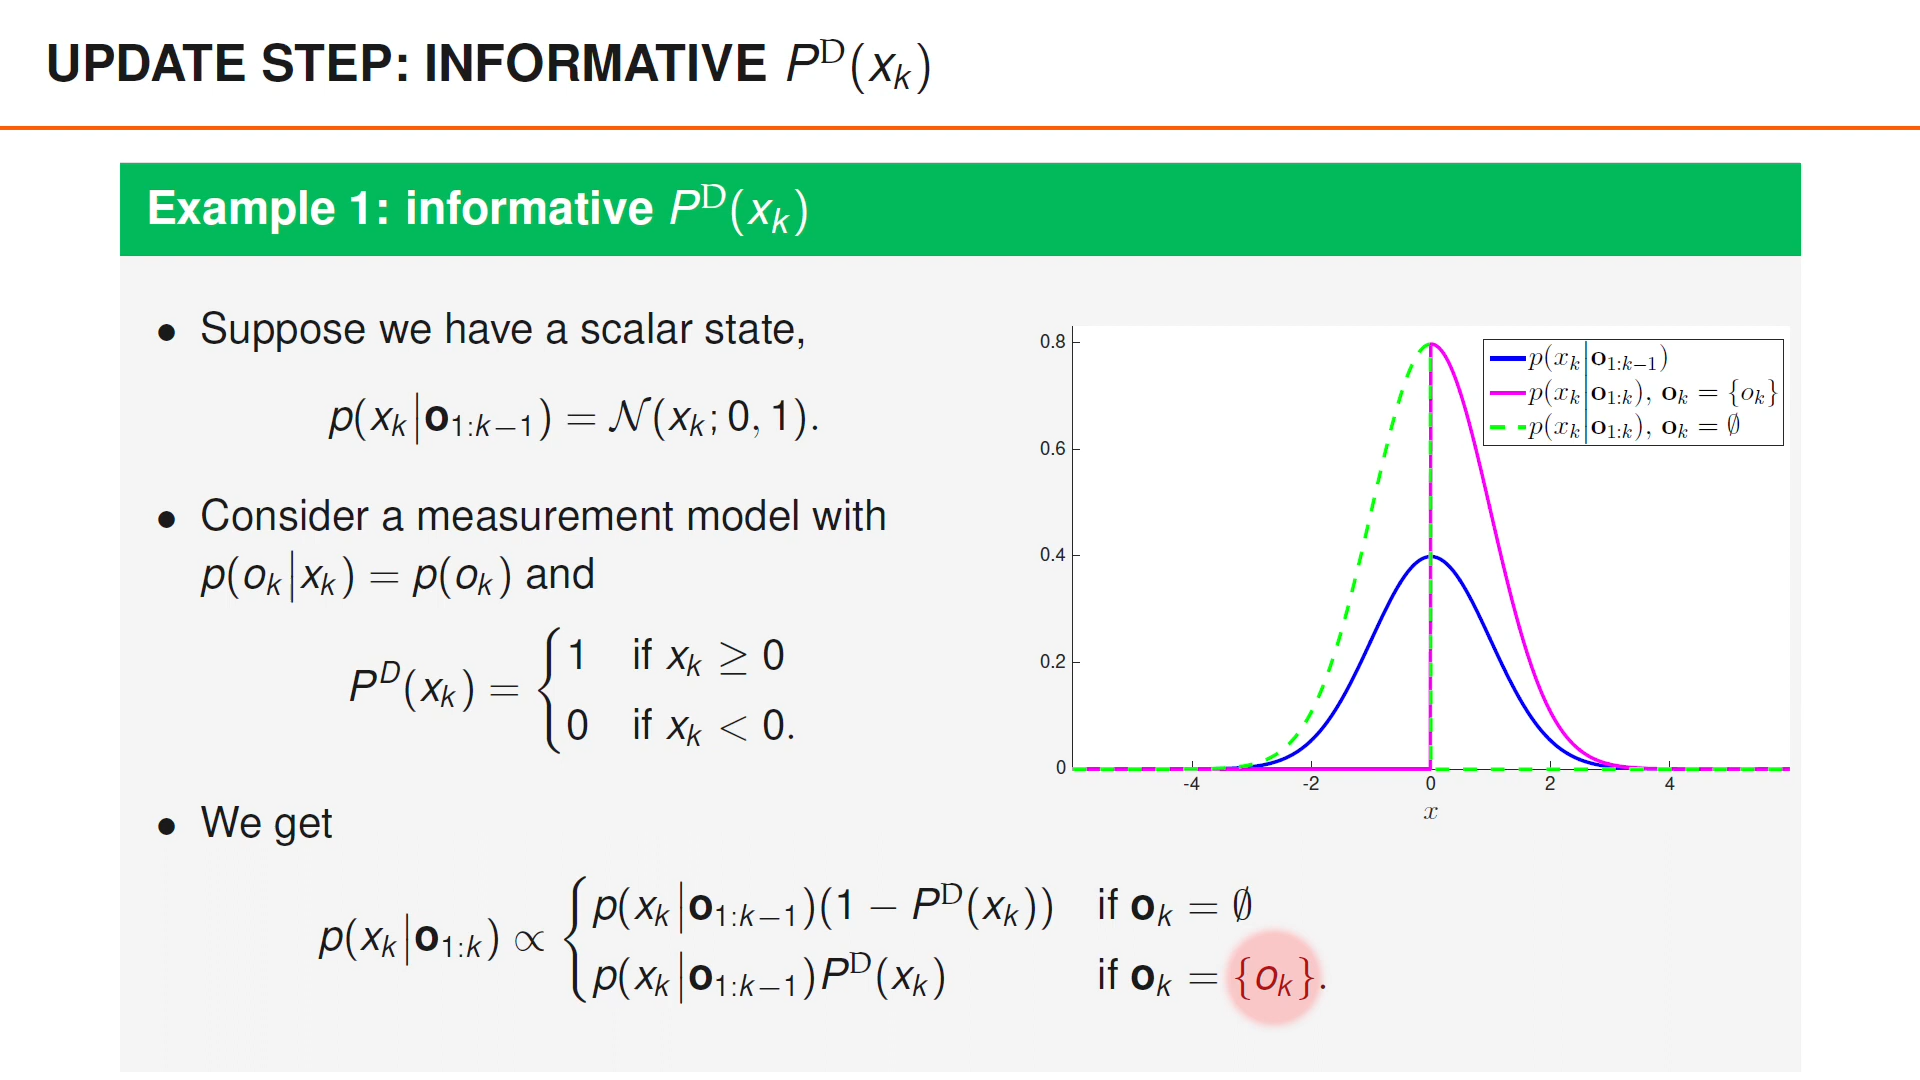 UPDATE STEP: INFORMATIVE P^D(x_k)
Example 1: informative P^D(x_k)
• Suppose we have a scalar state,
p(x_k|𝐨_{1:k−1}) = 𝒩(x_k; 0, 1).
• Consider a measurement model with
p(o_k|x_k) = p(o_k) and
P^D(x_k) = { 1 if x_k ≥ 0
0 if x_k < 0.
• We get
p(x_k|𝐨_{1:k}) ∝ { p(x_k|𝐨_{1:k−1})(1 − P^D(x_k)) if 𝐨_k = ∅
p(x_k|𝐨_{1:k−1})P^D(x_k) if 𝐨_k = {o_k}.
p(x_k|𝐨_{1:k−1})
p(x_k|𝐨_{1:k}), 𝐨_k = {o_k}
p(x_k|𝐨_{1:k}), 𝐨_k = ∅
0.8
0.6
0.4
0.2
0
-4 -2 0 2 4
x